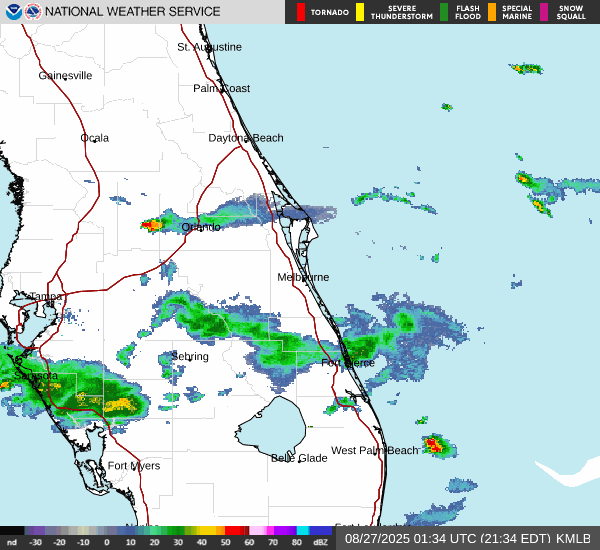 NATIONAL WEATHER SERVICE
TORNADO
SEVERE THUNDERSTORM
FLASH FLOOD
SPECIAL MARINE
SNOW SQUALL
St. Augustine
Gainesville
Palm Coast
Ocala
Daytona Beach
Orlando
Melbourne
Tampa
Sebring
Fort Pierce
Sarasota
West Palm Beach
Belle Glade
Fort Myers
nd -30 -20 -10 0 10 20 30 40 50 60 70 80 dBZ
08/27/2025 01:34 UTC (21:34 EDT) KMLB